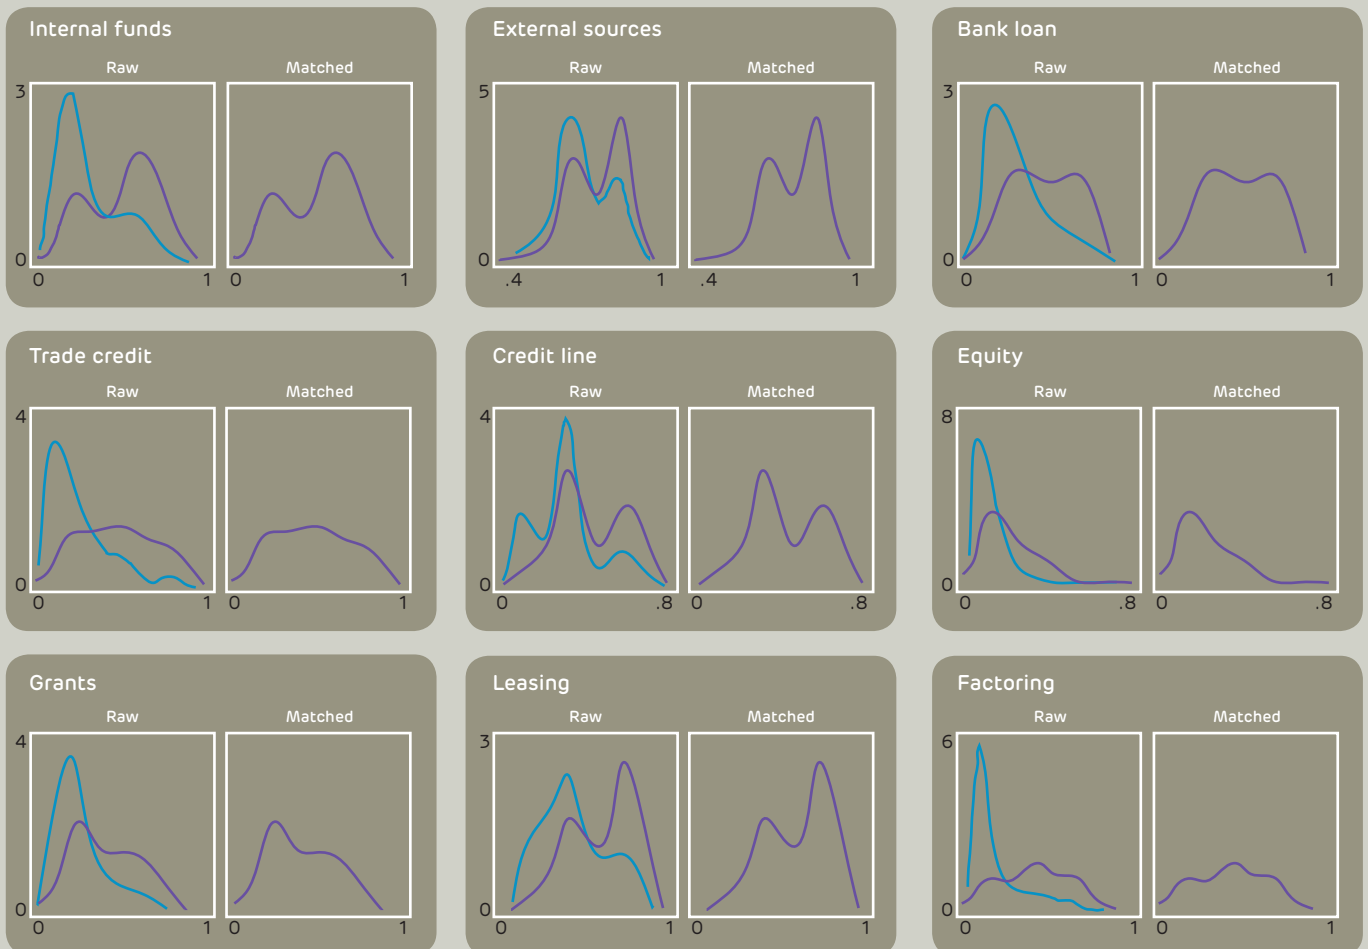 Internal funds
Raw Matched
3
0
0 1 0 1
External sources
Raw Matched
5
0
.4 1 .4 1
Bank loan
Raw Matched
3
0
0 1 0 1
Trade credit
Raw Matched
4
0
0 1 0 1
Credit line
Raw Matched
4
0
0 .8 0 .8
Equity
Raw Matched
8
0
0 .8 0 .8
Grants
Raw Matched
4
0
0 1 0 1
Leasing
Raw Matched
3
0
0 1 0 1
Factoring
Raw Matched
6
0
0 1 0 1